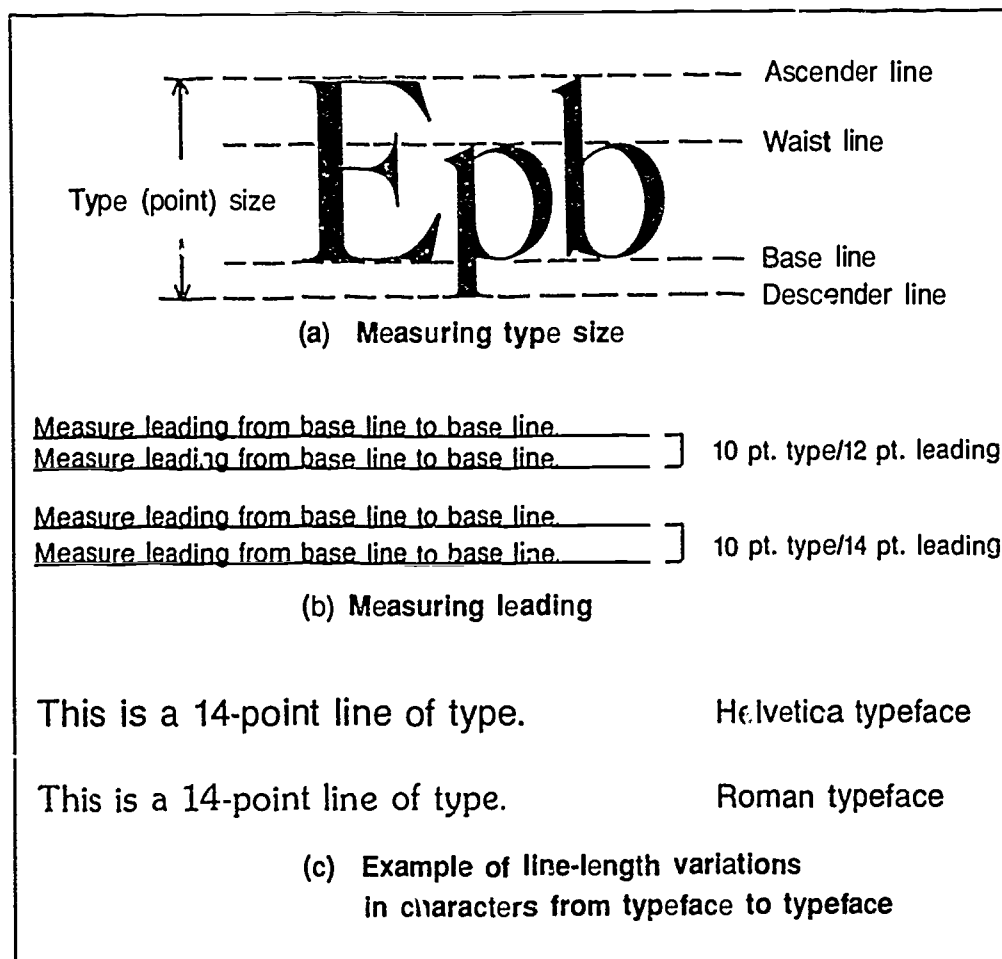 Ascender line
Epb
Waist line
Type (point) size
Base line
Descender line
(a) Measuring type size
Measure leading from base line to base line.
Measure leading from base line to base line.
10 pt. type/12 pt. leading
Measure leading from base line to base line.
Measure leading from base line to base line.
10 pt. type/14 pt. leading
(b) Measuring leading
This is a 14-point line of type.
Helvetica typeface
This is a 14-point line of type.
Roman typeface
(c) Example of line-length variations
in characters from typeface to typeface